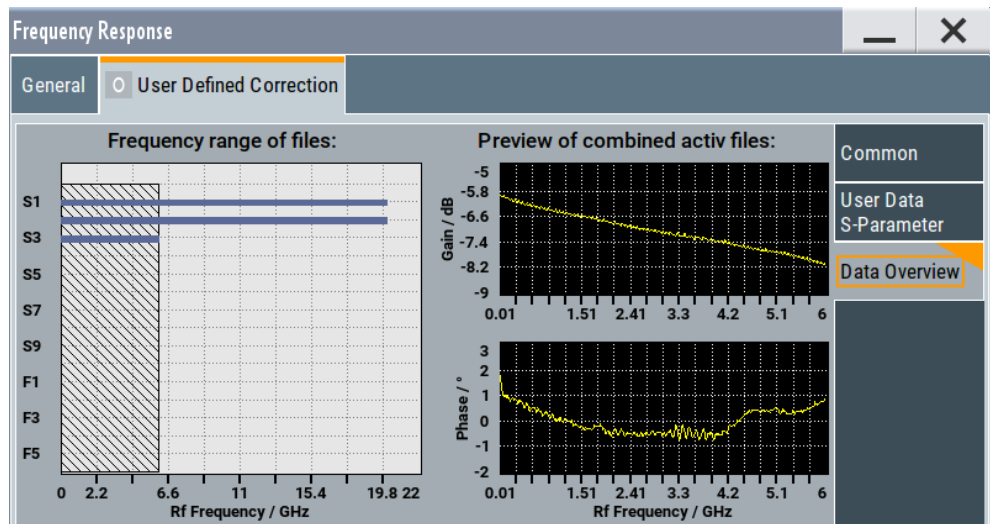 Frequency Response
General
O User Defined Correction
Frequency range of files:
S1
S3
S5
S7
S9
F1
F3
F5
0 2.2 6.6 11 15.4 19.8 22
Rf Frequency / GHz
Preview of combined activ files:
Gain / dB
-5
-5.8
-6.6
-7.4
-8.2
-9
0.01 1.51 2.41 3.3 4.2 5.1 6
Phase / °
3
2
1
0
-1
-2
0.01 1.51 2.41 3.3 4.2 5.1 6
Rf Frequency / GHz
Common
User Data
S-Parameter
Data Overview